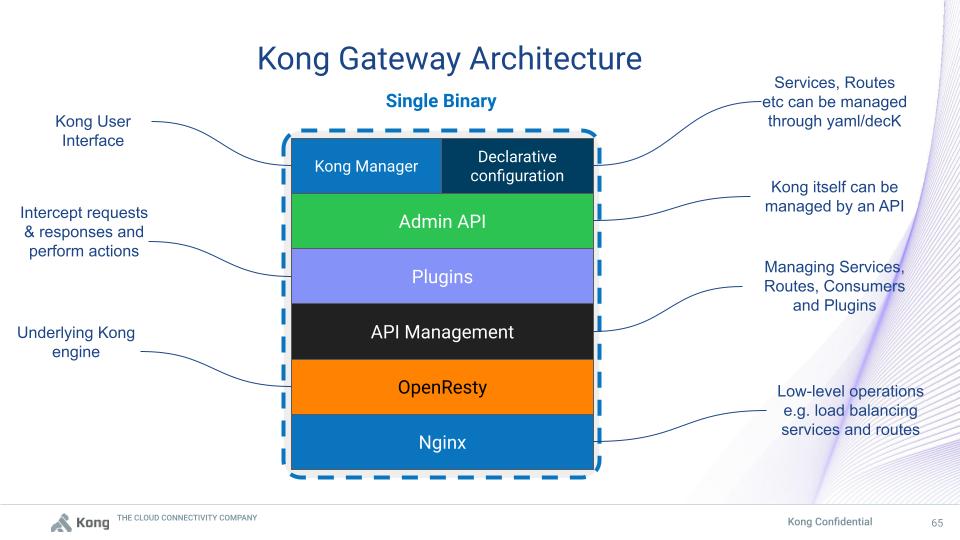 Kong Gateway Architecture
Single Binary
Kong User
Interface
Intercept requests
& responses and
perform actions
Underlying Kong
engine
Kong Manager
Declarative
configuration
Admin API
Plugins
API Management
OpenResty
Nginx
Services, Routes
etc can be managed
through yaml/decK
Kong itself can be
managed by an API
Managing Services,
Routes, Consumers
and Plugins
Low-level operations
e.g. load balancing
services and routes
Kong
THE CLOUD CONNECTIVITY COMPANY
Kong Confidential
65